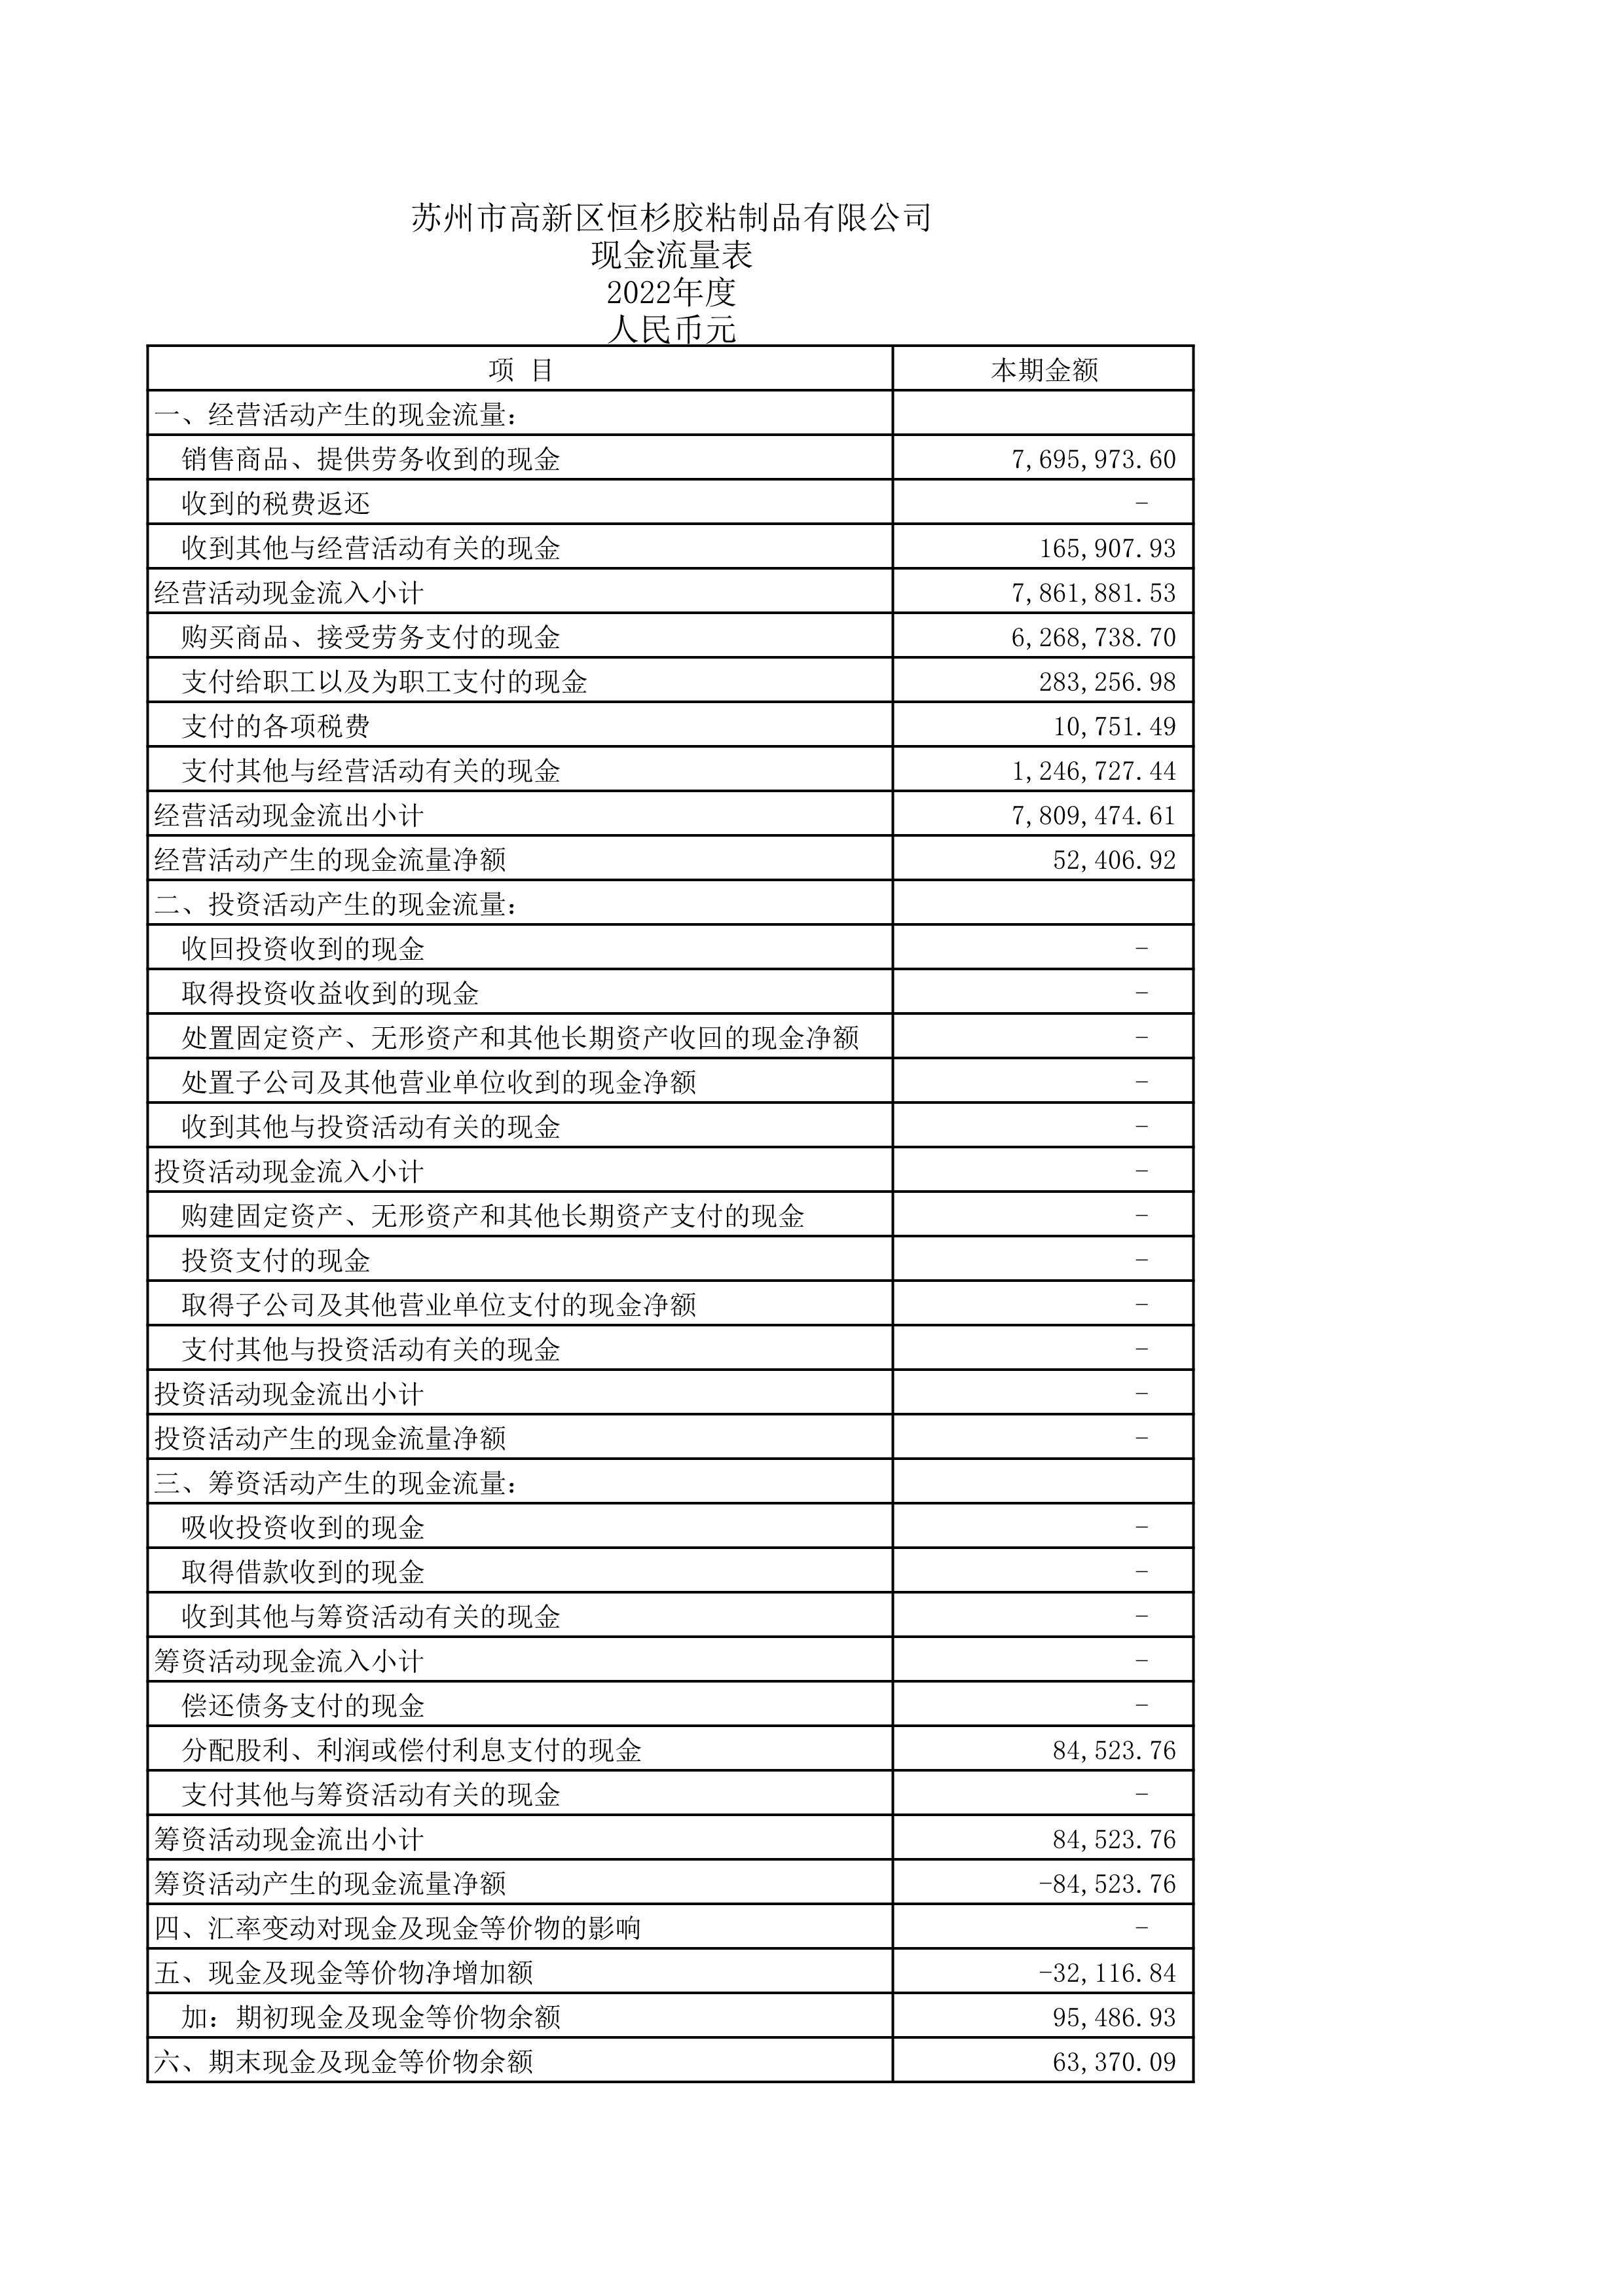 苏州市高新区恒杉胶粘制品有限公司
现金流量表
2022年度
人民币元
项 目 本期金额
一、经营活动产生的现金流量：
销售商品、提供劳务收到的现金 7,695,973.60
收到的税费返还 -
收到其他与经营活动有关的现金 165,907.93
经营活动现金流入小计 7,861,881.53
购买商品、接受劳务支付的现金 6,268,738.70
支付给职工以及为职工支付的现金 283,256.98
支付的各项税费 10,751.49
支付其他与经营活动有关的现金 1,246,727.44
经营活动现金流出小计 7,809,474.61
经营活动产生的现金流量净额 52,406.92
二、投资活动产生的现金流量：
收回投资收到的现金 -
取得投资收益收到的现金 -
处置固定资产、无形资产和其他长期资产收回的现金净额 -
处置子公司及其他营业单位收到的现金净额 -
收到其他与投资活动有关的现金 -
投资活动现金流入小计 -
购建固定资产、无形资产和其他长期资产支付的现金 -
投资支付的现金 -
取得子公司及其他营业单位支付的现金净额 -
支付其他与投资活动有关的现金 -
投资活动现金流出小计 -
投资活动产生的现金流量净额 -
三、筹资活动产生的现金流量：
吸收投资收到的现金 -
取得借款收到的现金 -
收到其他与筹资活动有关的现金 -
筹资活动现金流入小计 -
偿还债务支付的现金 -
分配股利、利润或偿付利息支付的现金 84,523.76
支付其他与筹资活动有关的现金 -
筹资活动现金流出小计 84,523.76
筹资活动产生的现金流量净额 -84,523.76
四、汇率变动对现金及现金等价物的影响 -
五、现金及现金等价物净增加额 -32,116.84
加：期初现金及现金等价物余额 95,486.93
六、期末现金及现金等价物余额 63,370.09